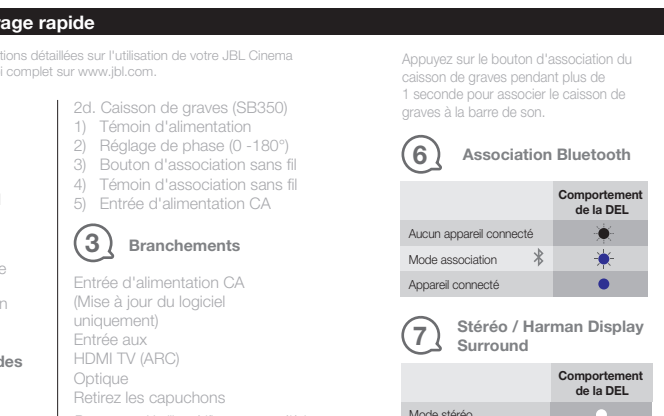 rage rapide
tions détaillées sur l'utilisation de votre JBL Cinema
i complet sur www.jbl.com.
e
n
des
2d. Caisson de graves (SB350)
1) Témoin d'alimentation
2) Réglage de phase (0 -180°)
3) Bouton d'association sans fil
4) Témoin d'association sans fil
5) Entrée d'alimentation CA
3 Branchements
Entrée d'alimentation CA
(Mise à jour du logiciel
uniquement)
Entrée aux
HDMI TV (ARC)
Optique
Retirez les capuchons
Appuyez sur le bouton d'association du
caisson de graves pendant plus de
1 seconde pour associer le caisson de
graves à la barre de son.
6 Association Bluetooth
Comportement
de la DEL
Aucun appareil connecté
Mode association
Appareil connecté
7 Stéréo / Harman Display
Surround
Comportement
de la DEL
Mode stéréo